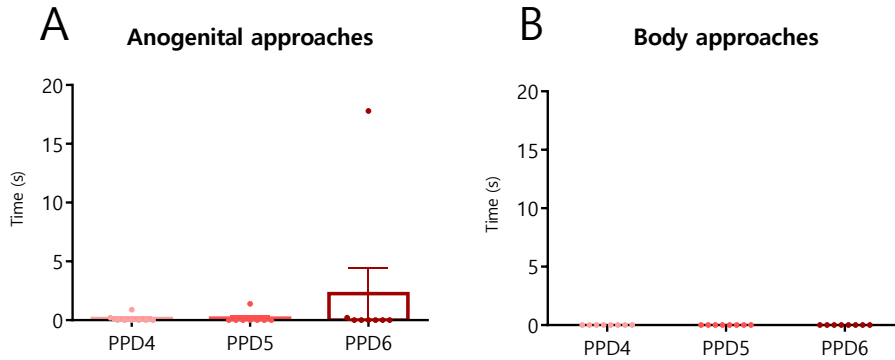 A
Anogenital approaches
Time (s)
20
15
10
5
0
PPD4 PPD5 PPD6
B
Body approaches
Time (s)
20
15
10
5
0
PPD4 PPD5 PPD6